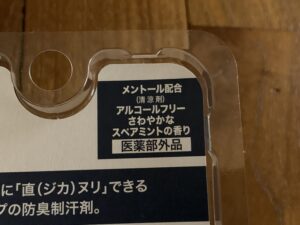 メントール配合
(清涼剤)
アルコールフリー
さわやかな
スペアミントの香り
医薬部外品
に「直(ジカ)ヌリ」できる
プの防臭制汗剤。